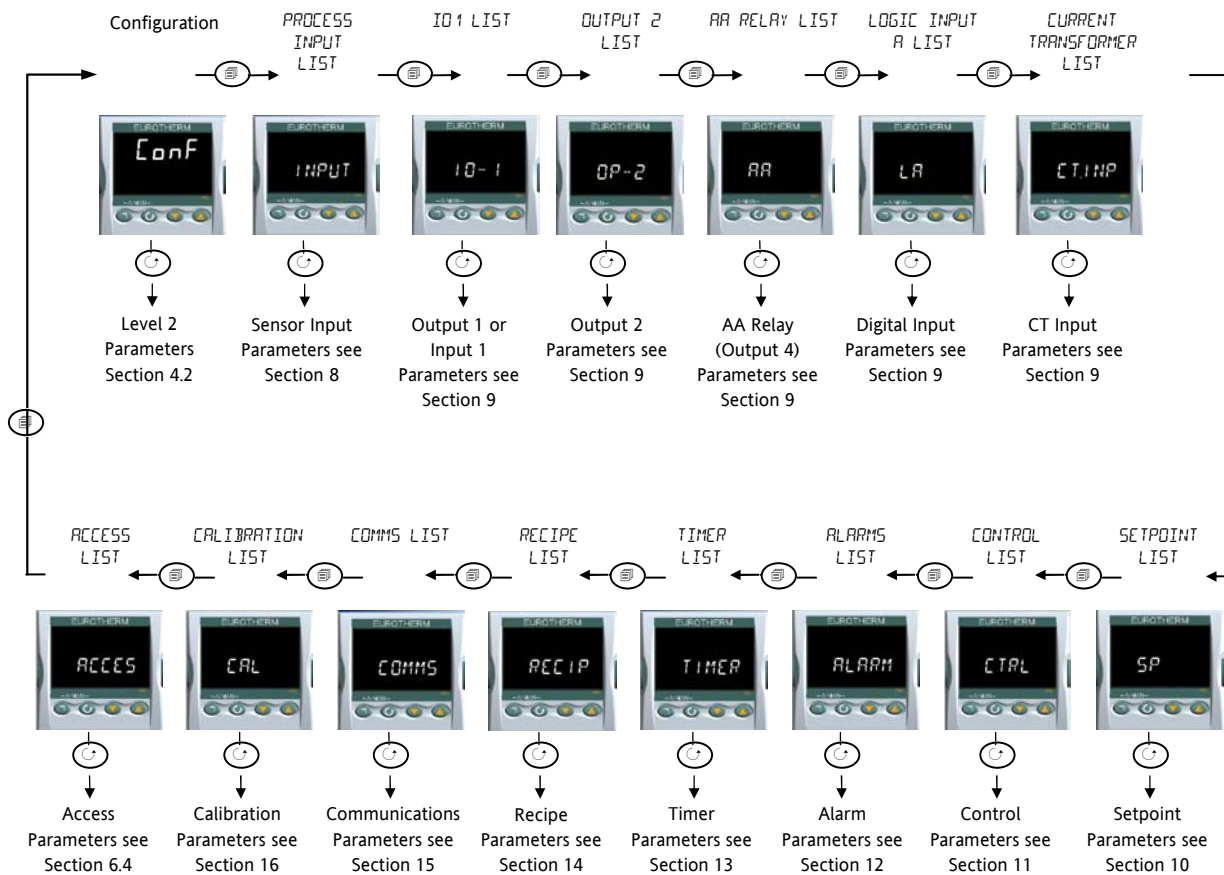 Configuration
PROCESS
INPUT
LIST
IO1 LIST
OUTPUT 2
LIST
AA RELAY LIST
LOGIC INPUT
A LIST
CURRENT
TRANSFORMER
LIST
EUROTHERM
ConF
EUROTHERM
INPUT
EUROTHERM
IO-1
EUROTHERM
OP-2
EUROTHERM
AA
EUROTHERM
LA
EUROTHERM
CT.INP
Level 2
Parameters
Section 4.2
Sensor Input
Parameters see
Section 8
Output 1 or
Input 1
Parameters see
Section 9
Output 2
Parameters see
Section 9
AA Relay
(Output 4)
Parameters see
Section 9
Digital Input
Parameters see
Section 9
CT Input
Parameters see
Section 9
ACCESS
LIST
CALIBRATION
LIST
COMMS LIST
RECIPE
LIST
TIMER
LIST
ALARMS
LIST
CONTROL
LIST
SETPOINT
LIST
EUROTHERM
ACCES
EUROTHERM
CAL
EUROTHERM
COMMS
EUROTHERM
RECIP
EUROTHERM
TIMER
EUROTHERM
ALARM
EUROTHERM
CTRL
EUROTHERM
SP
Access
Parameters see
Section 6.4
Calibration
Parameters see
Section 16
Communications
Parameters see
Section 15
Recipe
Parameters see
Section 14
Timer
Parameters see
Section 13
Alarm
Parameters see
Section 12
Control
Parameters see
Section 11
Setpoint
Parameters see
Section 10